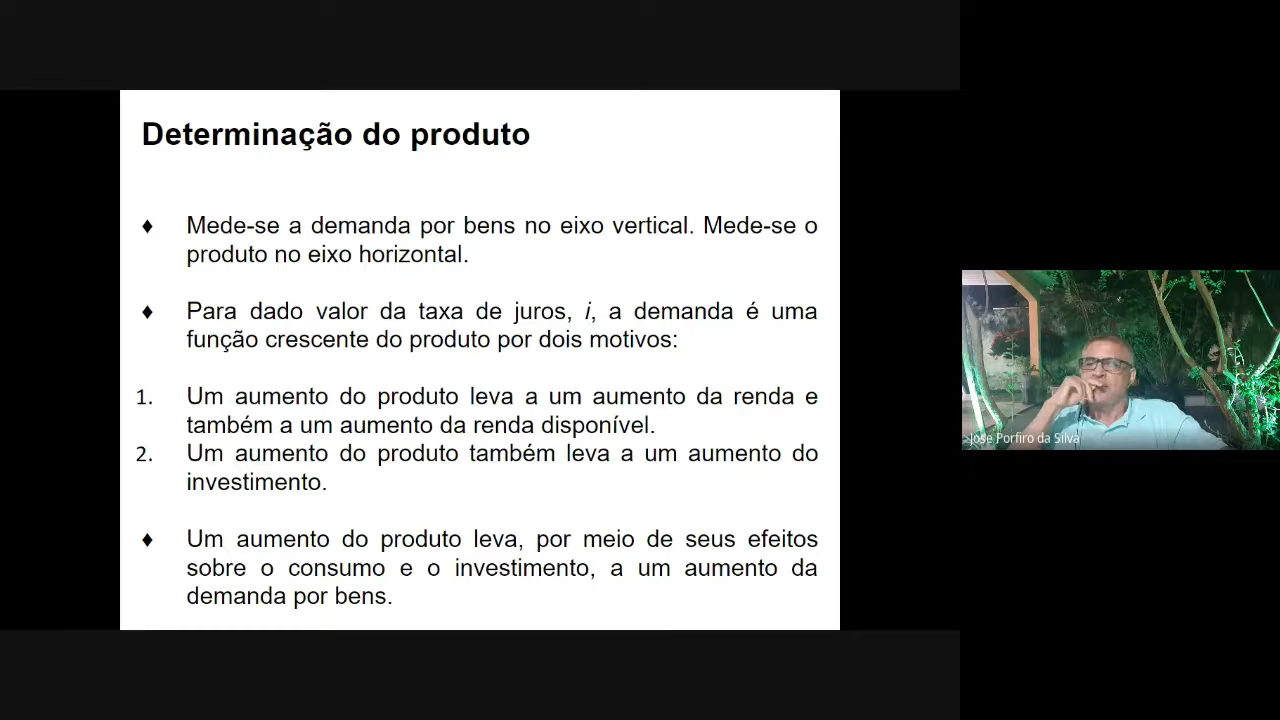 Determinação do produto
♦ Mede-se a demanda por bens no eixo vertical. Mede-se o
produto no eixo horizontal.
♦ Para dado valor da taxa de juros, i, a demanda é uma
função crescente do produto por dois motivos:
1. Um aumento do produto leva a um aumento da renda e
também a um aumento da renda disponível.
2. Um aumento do produto também leva a um aumento do
investimento.
♦ Um aumento do produto leva, por meio de seus efeitos
sobre o consumo e o investimento, a um aumento da
demanda por bens.
Jose Porfiro da Silva